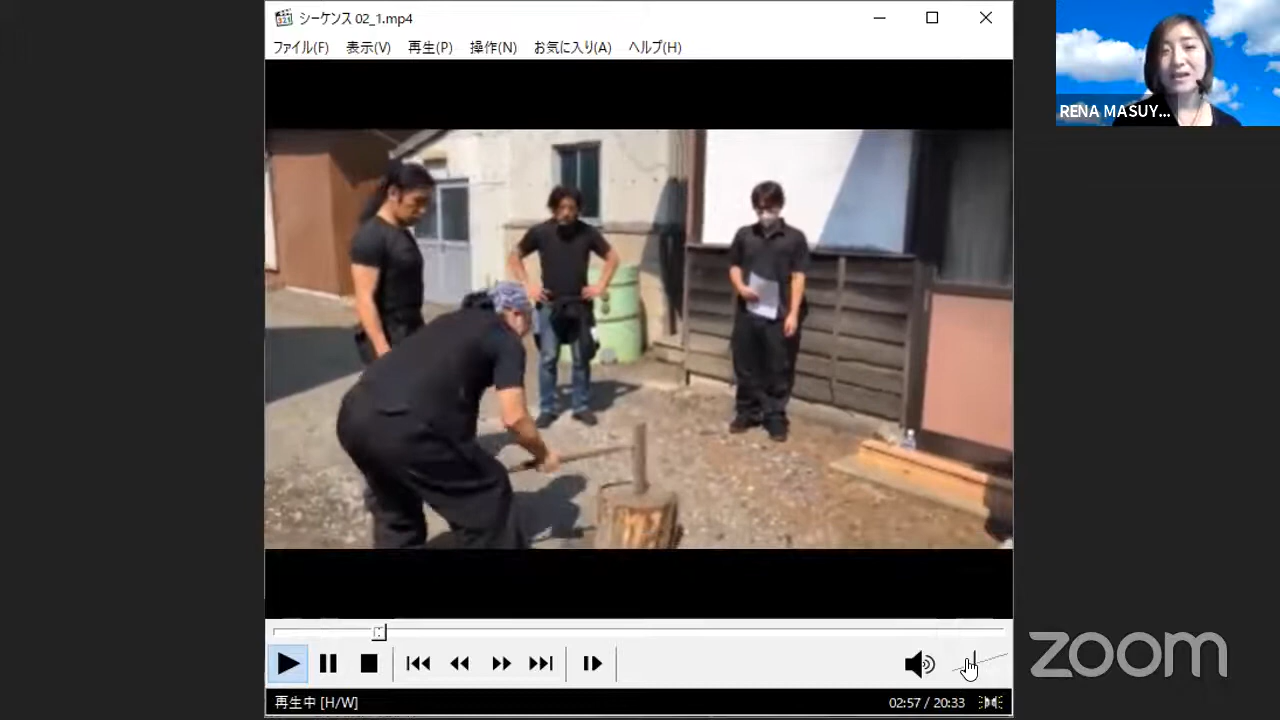 シーケンス 02_1.mp4
ファイル(F) 表示(V) 再生(P) 操作(N) お気に入り(A) ヘルプ(H)
RENA MASUY...
zoom
再生中 [H/W]
02:57 / 20:33